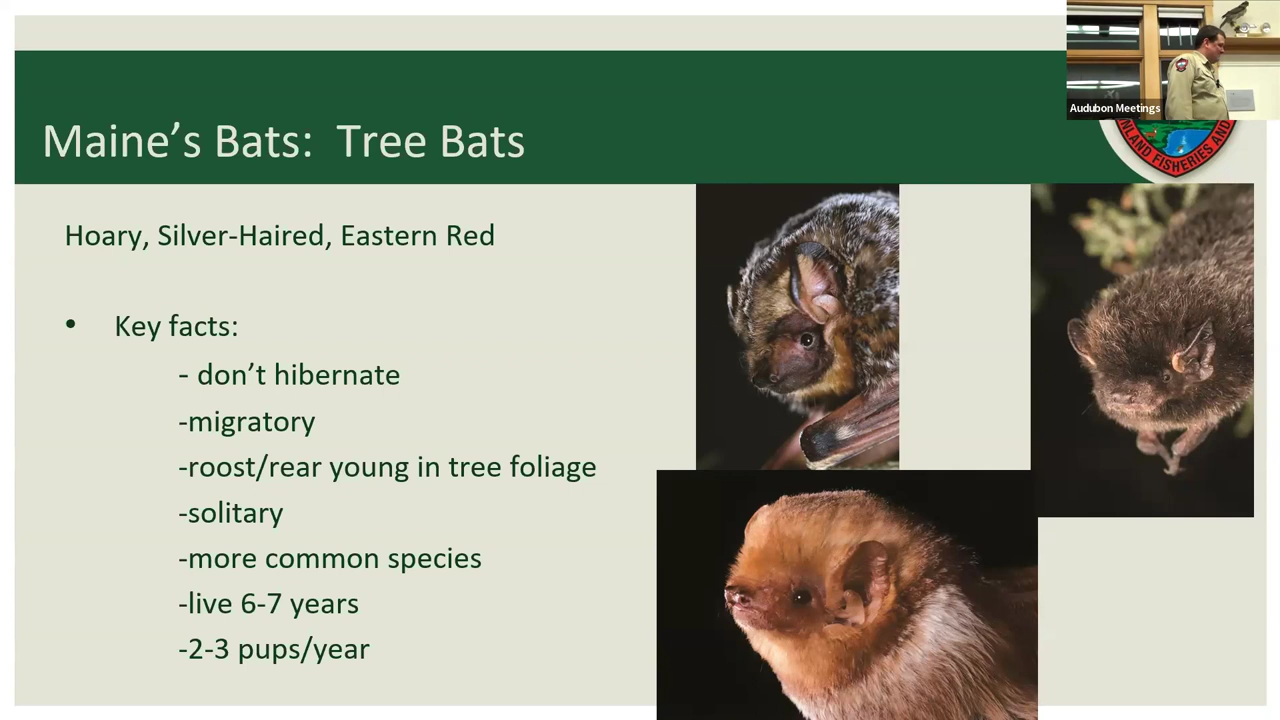 Audubon Meetings
Maine’s Bats: Tree Bats
INLAND FISHERIES AND
Hoary, Silver-Haired, Eastern Red
• Key facts:
- don’t hibernate
-migratory
-roost/rear young in tree foliage
-solitary
-more common species
-live 6-7 years
-2-3 pups/year